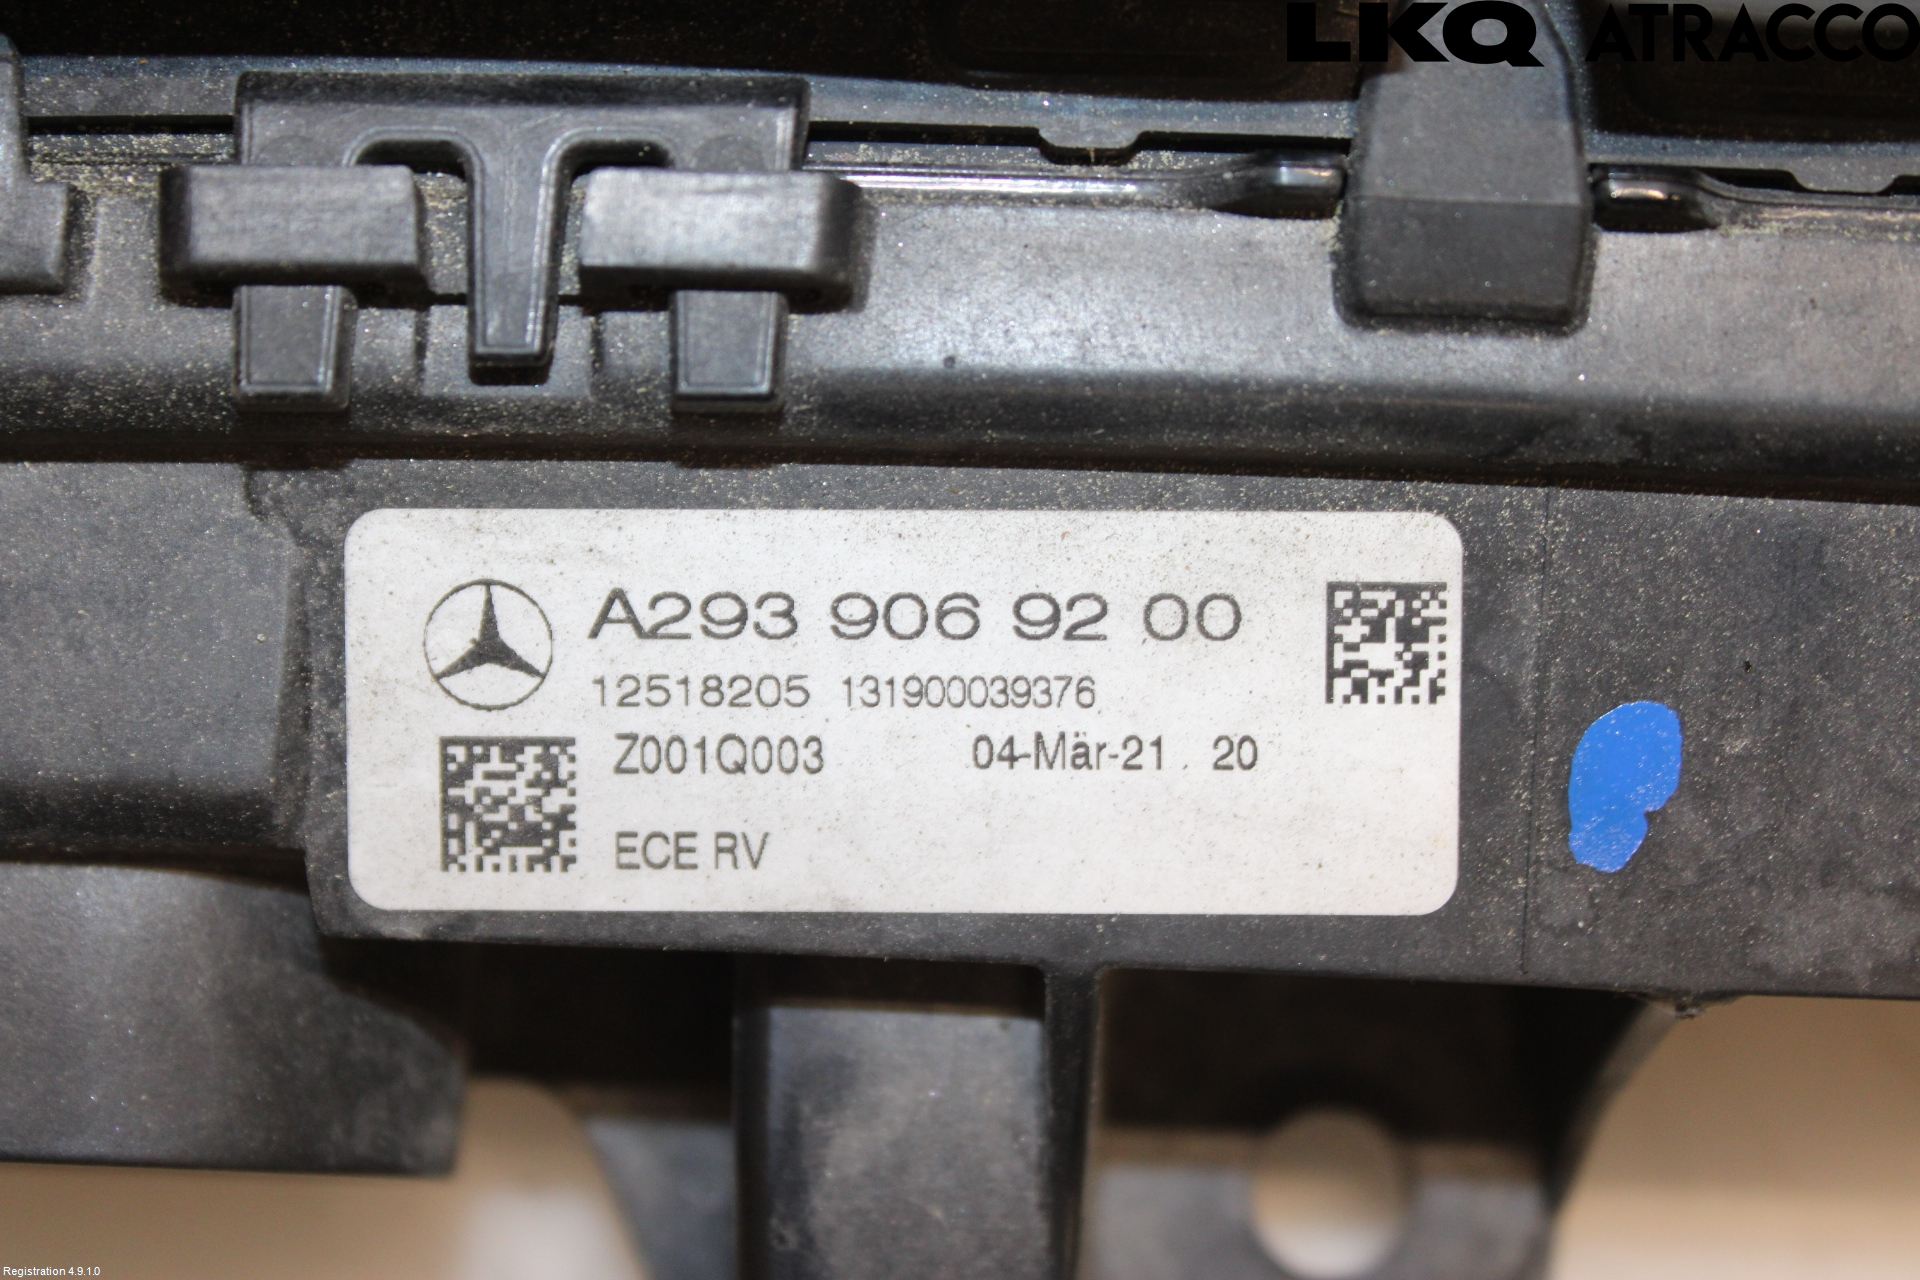 LKQ ATRACCO
A293 906 92 00
12518205 131900039376
Z001Q003 04-Mär-21 . 20
ECE RV
Registration 4.9.1.0